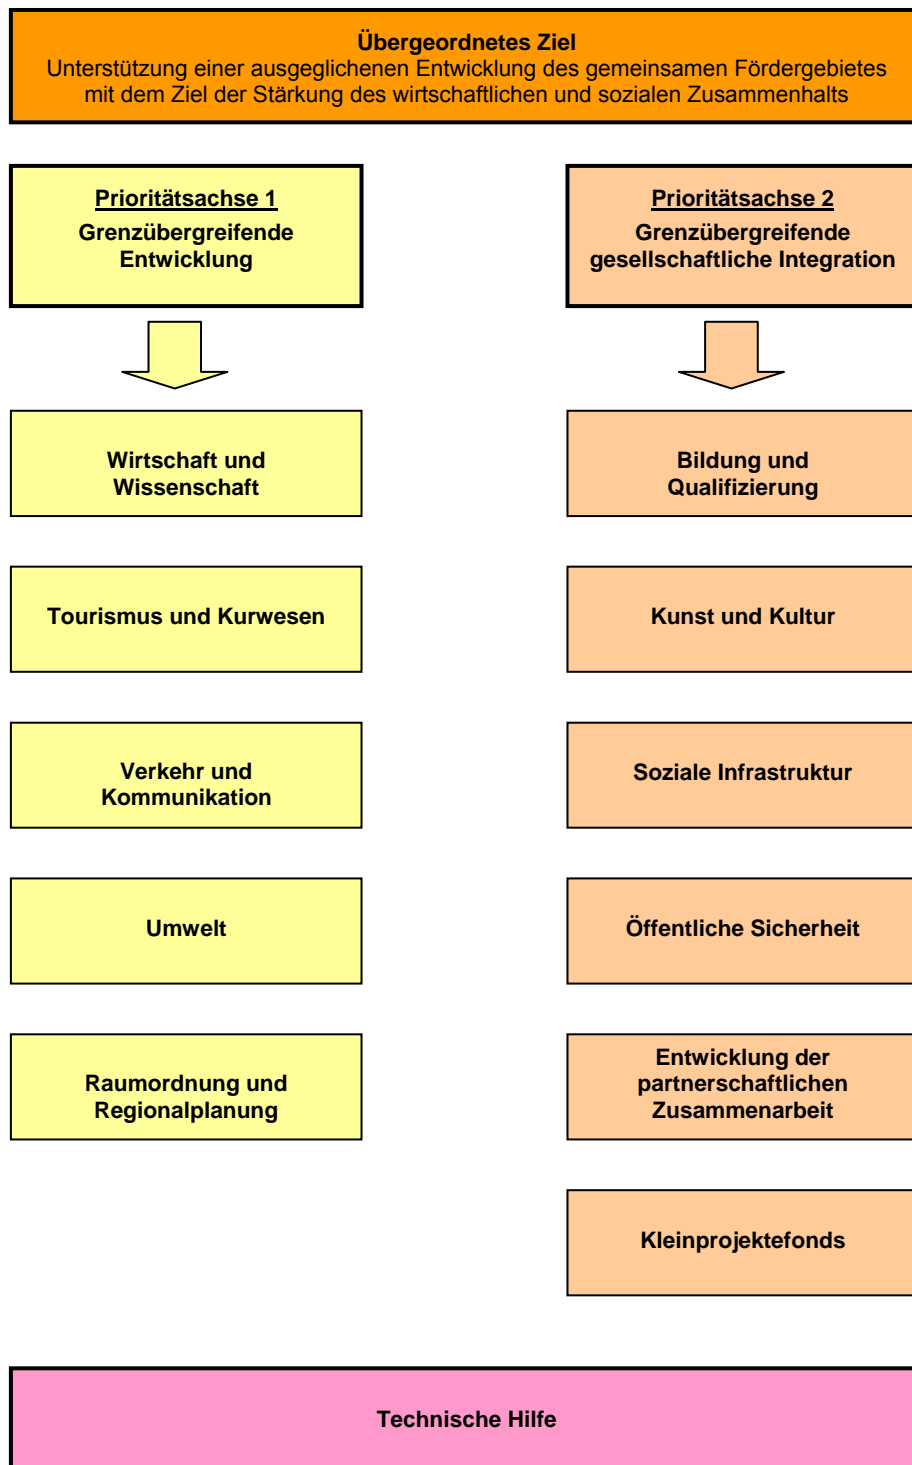 Übergeordnetes Ziel
Unterstützung einer ausgeglichenen Entwicklung des gemeinsamen Fördergebietes
mit dem Ziel der Stärkung des wirtschaftlichen und sozialen Zusammenhalts
Prioritätsachse 1
Grenzübergreifende
Entwicklung
Wirtschaft und
Wissenschaft
Tourismus und Kurwesen
Verkehr und
Kommunikation
Umwelt
Raumordnung und
Regionalplanung
Prioritätsachse 2
Grenzübergreifende
gesellschaftliche Integration
Bildung und
Qualifizierung
Kunst und Kultur
Soziale Infrastruktur
Öffentliche Sicherheit
Entwicklung der
partnerschaftlichen
Zusammenarbeit
Kleinprojektefonds
Technische Hilfe